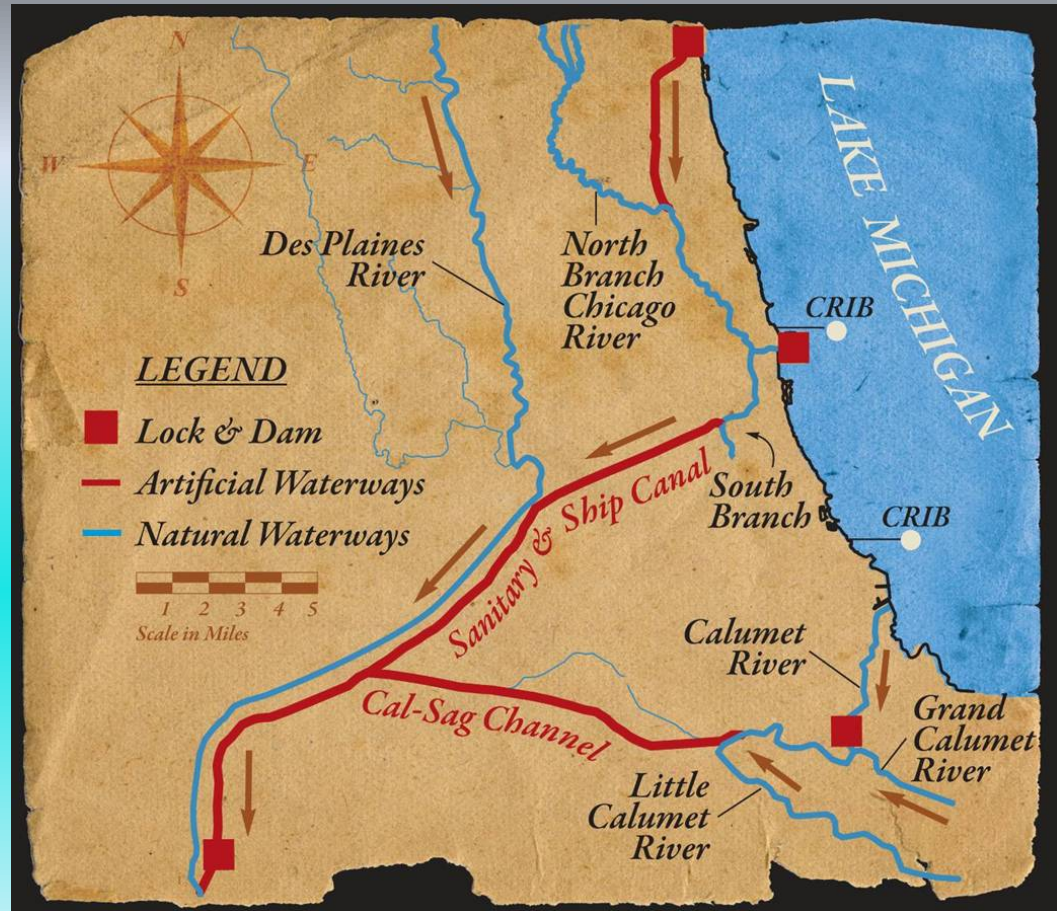 N
W
E
S
LAKE MICHIGAN
Des Plaines
River
North
Branch
Chicago
River
CRIB
LEGEND
Lock & Dam
Artificial Waterways
Natural Waterways
1 2 3 4 5
Scale in Miles
Sanitary & Ship Canal
South
Branch
CRIB
Calumet
River
Cal-Sag Channel
Grand
Calumet
River
Little
Calumet
River